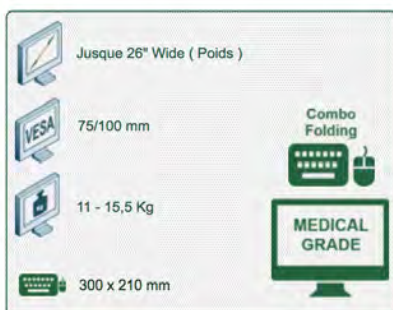 Jusque 26" Wide ( Poids )
VESA
75/100 mm
11 - 15,5 Kg
300 x 210 mm
Combo
Folding
MEDICAL
GRADE